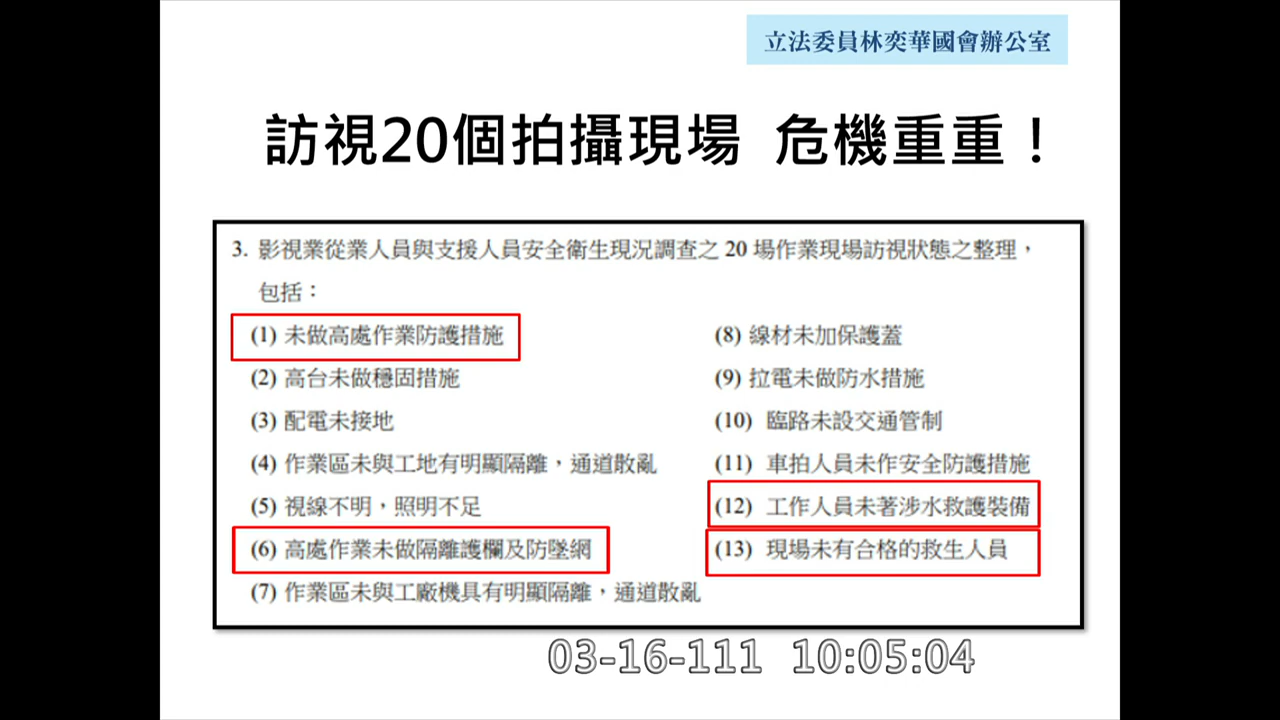 立法委員林奕華國會辦公室
訪視20個拍攝現場 危機重重！
3. 影視業從業人員與支援人員安全衛生現況調查之 20 場作業現場訪視狀態之整理，
包括：
(1) 未做高處作業防護措施
(2) 高台未做穩固措施
(3) 配電未接地
(4) 作業區未與工地有明顯隔離，通道散亂
(5) 視線不明，照明不足
(6) 高處作業未做隔離護欄及防墜網
(7) 作業區未與工廠機具有明顯隔離，通道散亂
(8) 線材未加保護蓋
(9) 拉電未做防水措施
(10) 臨路未設交通管制
(11) 車拍人員未作安全防護措施
(12) 工作人員未著涉水救護裝備
(13) 現場未有合格的救生人員
03-16-111 10:05:04